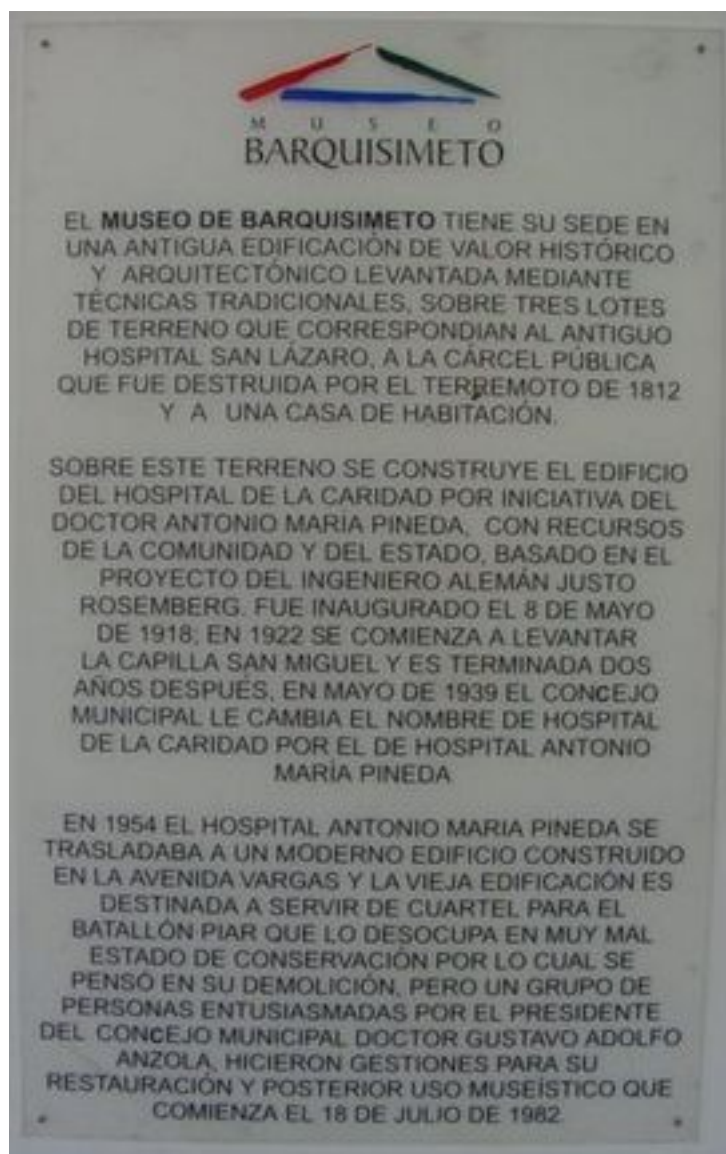 MUSEO
BARQUISIMETO
EL MUSEO DE BARQUISIMETO TIENE SU SEDE EN
UNA ANTIGUA EDIFICACIÓN DE VALOR HISTÓRICO
Y ARQUITECTÓNICO LEVANTADA MEDIANTE
TÉCNICAS TRADICIONALES, SOBRE TRES LOTES
DE TERRENO QUE CORRESPONDIAN AL ANTIGUO
HOSPITAL SAN LÁZARO, A LA CÁRCEL PÚBLICA
QUE FUE DESTRUIDA POR EL TERREMOTO DE 1812
Y A UNA CASA DE HABITACIÓN.
SOBRE ESTE TERRENO SE CONSTRUYE EL EDIFICIO
DEL HOSPITAL DE LA CARIDAD POR INICIATIVA DEL
DOCTOR ANTONIO MARIA PINEDA, CON RECURSOS
DE LA COMUNIDAD Y DEL ESTADO, BASADO EN EL
PROYECTO DEL INGENIERO ALEMÁN JUSTO
ROSEMBERG. FUE INAUGURADO EL 8 DE MAYO
DE 1918; EN 1922 SE COMIENZA A LEVANTAR
LA CAPILLA SAN MIGUEL Y ES TERMINADA DOS
AÑOS DESPUÉS, EN MAYO DE 1939 EL CONCEJO
MUNICIPAL LE CAMBIA EL NOMBRE DE HOSPITAL
DE LA CARIDAD POR EL DE HOSPITAL ANTONIO
MARÍA PINEDA
EN 1954 EL HOSPITAL ANTONIO MARIA PINEDA SE
TRASLADABA A UN MODERNO EDIFICIO CONSTRUIDO
EN LA AVENIDA VARGAS Y LA VIEJA EDIFICACIÓN ES
DESTINADA A SERVIR DE CUARTEL PARA EL
BATALLÓN PIAR QUE LO DESOCUPA EN MUY MAL
ESTADO DE CONSERVACIÓN POR LO CUAL SE
PENSÓ EN SU DEMOLICIÓN, PERO UN GRUPO DE
PERSONAS ENTUSIASMADAS POR EL PRESIDENTE
DEL CONCEJO MUNICIPAL DOCTOR GUSTAVO ADOLFO
ANZOLA, HICIERON GESTIONES PARA SU
RESTAURACIÓN Y POSTERIOR USO MUSEÍSTICO QUE
COMIENZA EL 18 DE JULIO DE 1982.